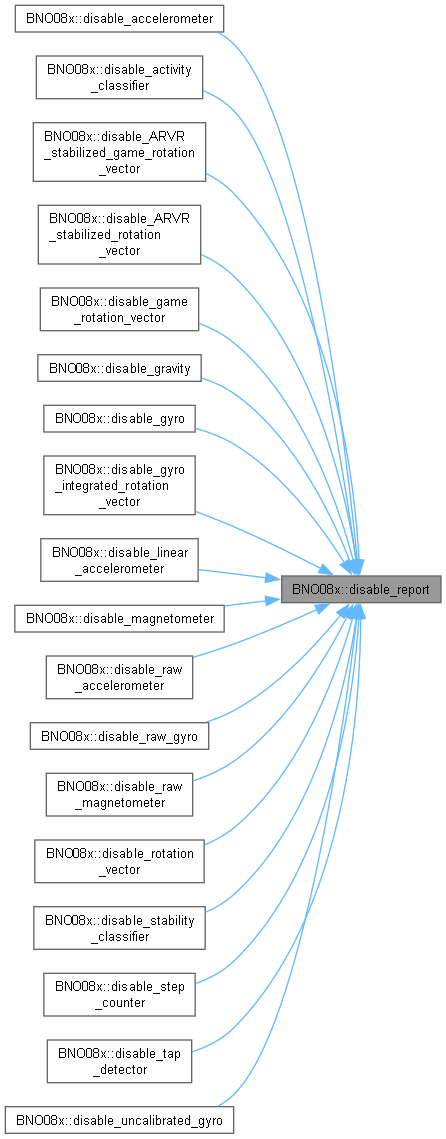 BNO08x::disable_accelerometer
BNO08x::disable_activity
_classifier
BNO08x::disable_ARVR
_stabilized_game_rotation
_vector
BNO08x::disable_ARVR
_stabilized_rotation
_vector
BNO08x::disable_game
_rotation_vector
BNO08x::disable_gravity
BNO08x::disable_gyro
BNO08x::disable_gyro
_integrated_rotation
_vector
BNO08x::disable_linear
_accelerometer
BNO08x::disable_report
BNO08x::disable_magnetometer
BNO08x::disable_raw
_accelerometer
BNO08x::disable_raw_gyro
BNO08x::disable_raw
_magnetometer
BNO08x::disable_rotation
_vector
BNO08x::disable_stability
_classifier
BNO08x::disable_step
_counter
BNO08x::disable_tap
_detector
BNO08x::disable_uncalibrated_gyro